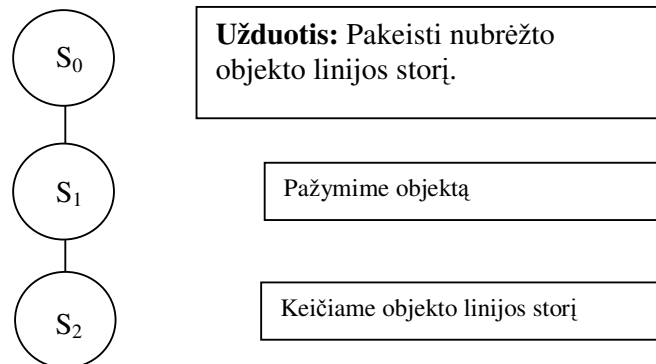 S₀
Užduotis: Pakeisti nubrėžto
objekto linijos storį.
S₁
Pažymime objektą
S₂
Keičiame objekto linijos storį